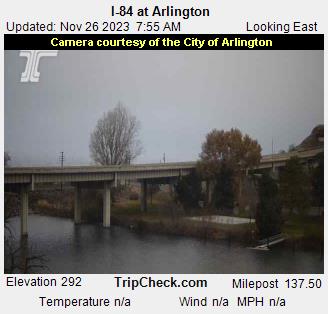 I-84 at Arlington
Updated: Nov 26 2023 7:55 AM Looking East
Camera courtesy of the City of Arlington
Elevation 292 TripCheck.com Milepost 137.50
Temperature n/a Wind n/a MPH n/a